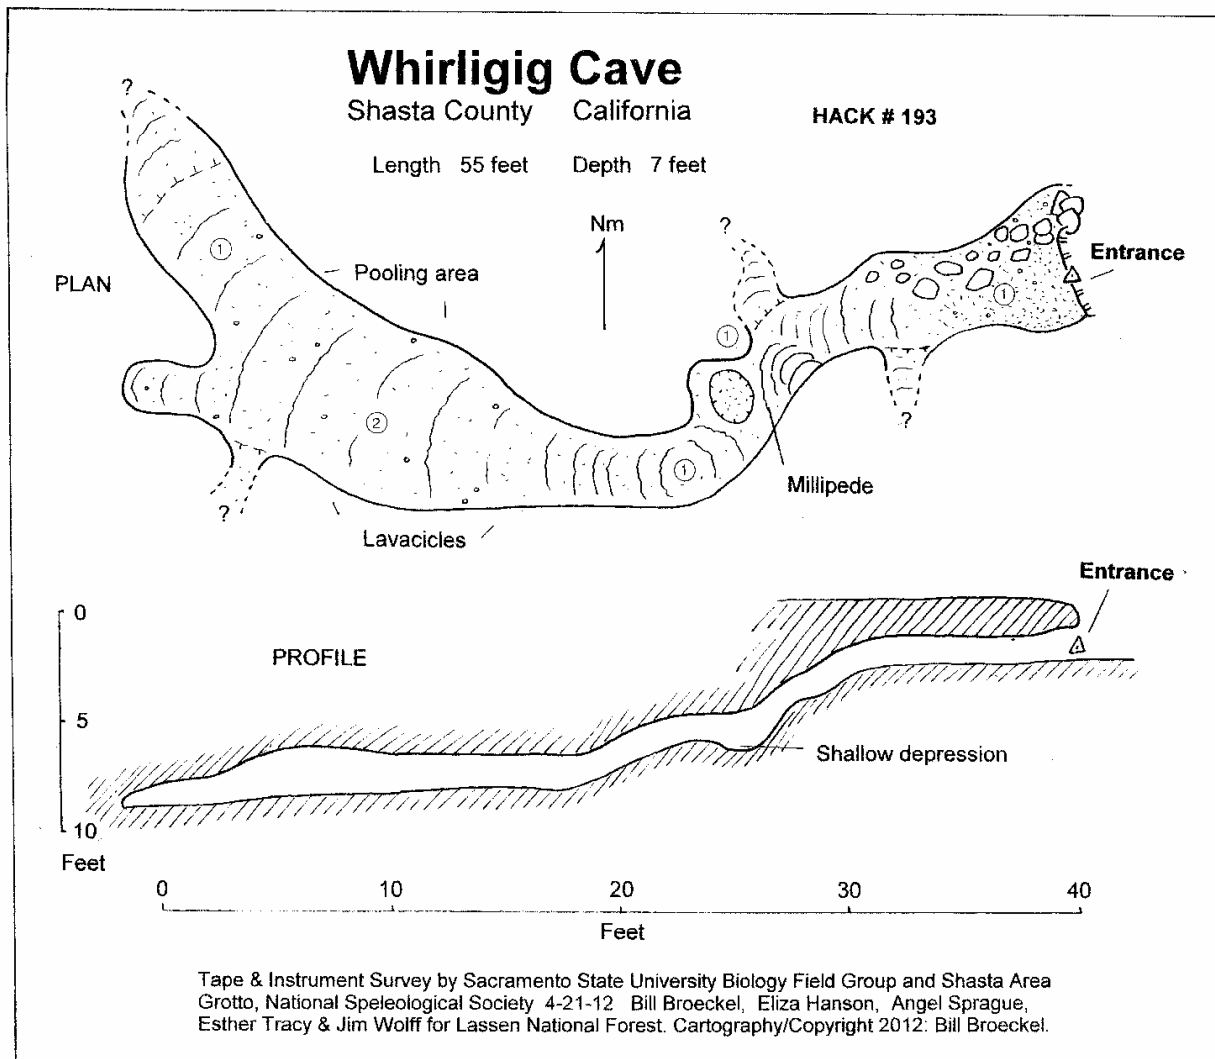 Whirligig Cave
Shasta County California
HACK # 193
Length 55 feet Depth 7 feet
?
?
Nm
Entrance
PLAN
Pooling area
1
1
1
2
1
?
Millipede
?
Lavacicles
Entrance
0
PROFILE
5
Shallow depression
10
Feet
0 10 20 30 40
Feet
Tape & Instrument Survey by Sacramento State University Biology Field Group and Shasta Area
Grotto, National Speleological Society 4-21-12 Bill Broeckel, Eliza Hanson, Angel Sprague,
Esther Tracy & Jim Wolff for Lassen National Forest. Cartography/Copyright 2012: Bill Broeckel.